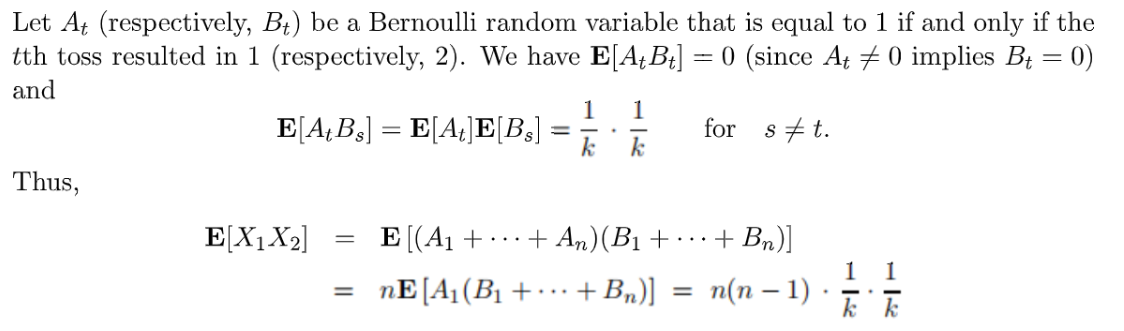 Let A_t (respectively, B_t) be a Bernoulli random variable that is equal to 1 if and only if the
tth toss resulted in 1 (respectively, 2). We have E[A_tB_t] = 0 (since A_t ≠ 0 implies B_t = 0)
and
E[A_tB_s] = E[A_t]E[B_s] = 1/k · 1/k for s ≠ t.
Thus,
E[X_1X_2] = E[(A_1 + ··· + A_n)(B_1 + ··· + B_n)]
= nE[A_1(B_1 + ··· + B_n)] = n(n − 1) · 1/k · 1/k